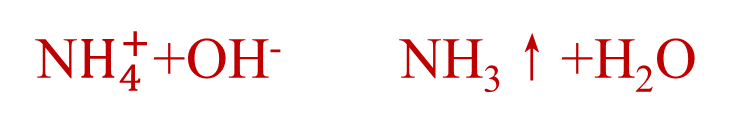 NH₄⁺+OH⁻ NH₃ ↑ +H₂O